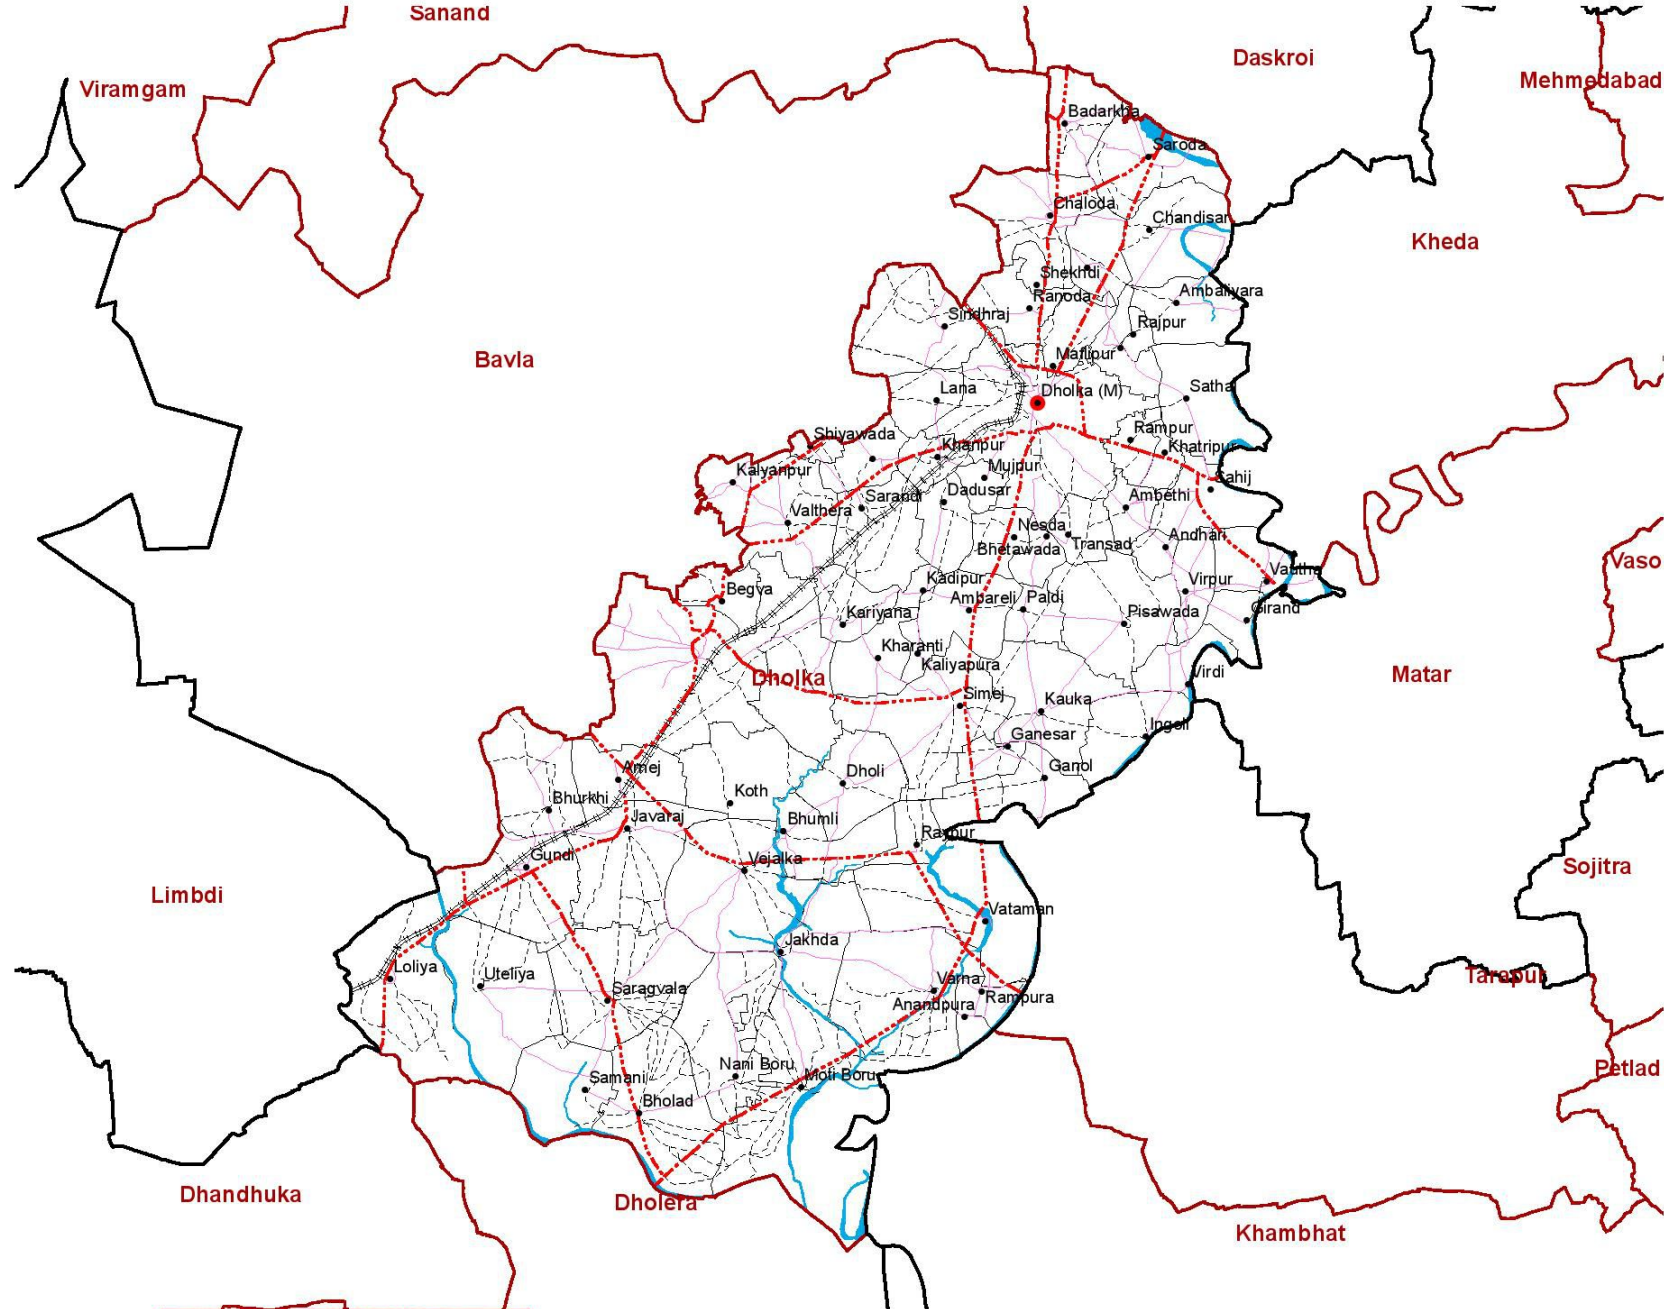 Sanand
Daskroi
Mehmedabad
Viramgam
Badarkha
Saroda
Chaloda
Chandisar
Kheda
Shekhdi
Ranoda
Ambaliyara
Sindhraj
Rajpur
Bavla
Maflipur
Lana
Dholka (M)
Satha
Shiyawada
Khanpur
Rampur
Khatripur
Kalyanpur
Mujpur
Sahij
Sarandi
Dadusar
Ambethi
Valthera
Nesda
Bhetawada
Transad
Andhari
Vautha
Vaso
Begva
Kadipur
Virpur
Kariyana
Ambareli
Paldi
Pisawada
Girand
Kharanti
Kaliyapura
Dholka
Virdi
Matar
Simej
Kauka
Ingoli
Ganesar
Amej
Dholi
Ganol
Bhurkhi
Koth
Javaraj
Bhumli
Raypur
Gundi
Vejalka
Sojitra
Limbdi
Vataman
Jakhda
Loliya
Uteliya
Varna
Tarapur
Saragvala
Anandpura
Rampura
Nani Boru
Moti Boru
Samani
Petlad
Bholad
Dhandhuka
Dholera
Khambhat